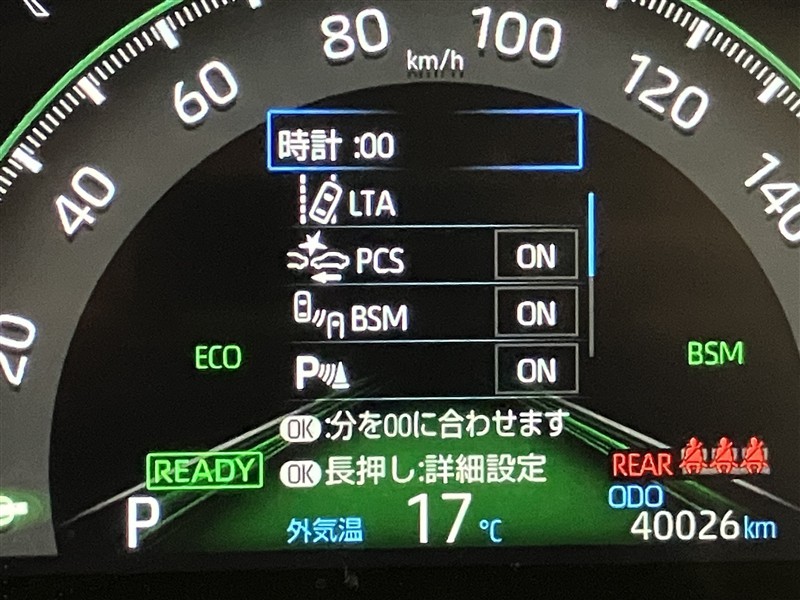 80 100
km/h
60 120
時計 :00
40 140
LTA
PCS ON
BSM ON
20
ECO BSM
P ON
OK :分を00に合わせます
READY OK 長押し:詳細設定 REAR
ODO
P 外気温 17 ℃ 40026 km